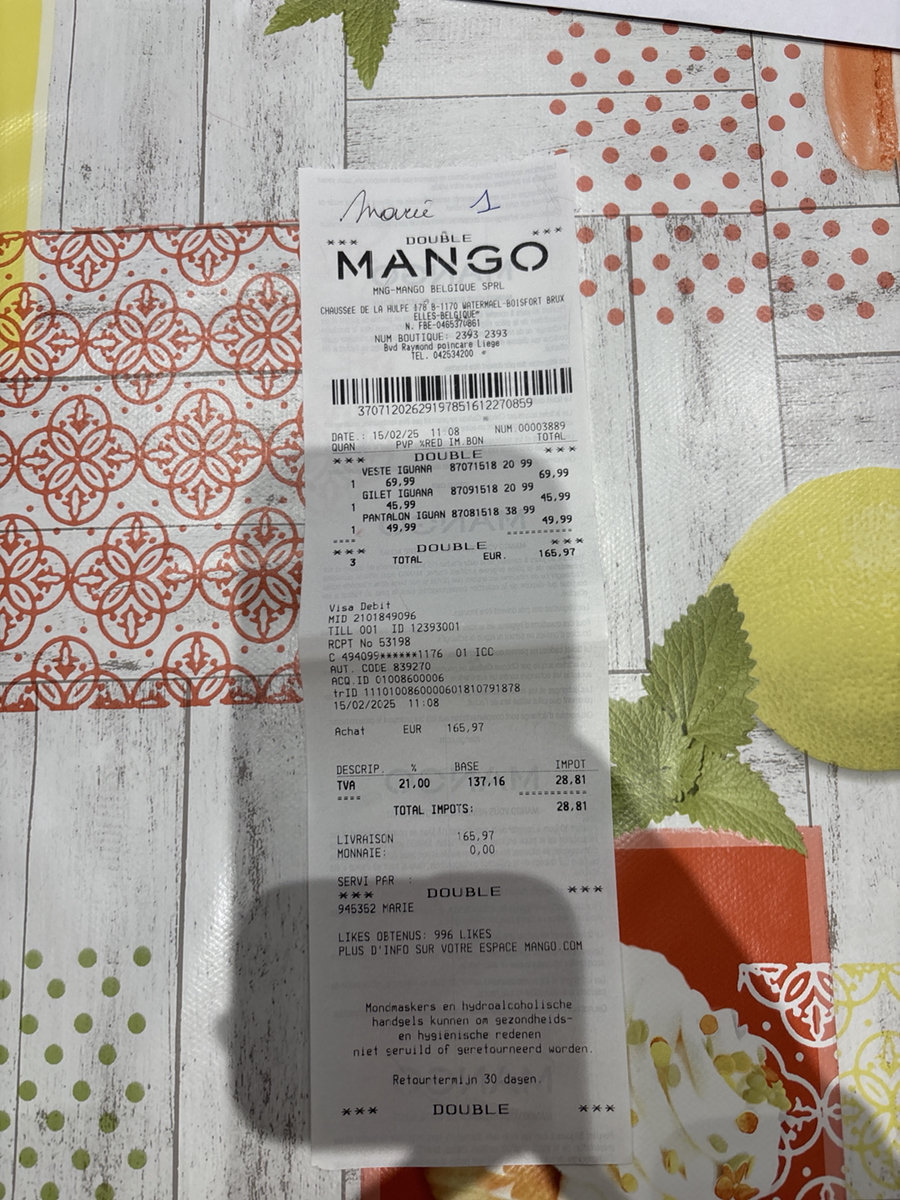 Marie 1
*** DOUBLE ***
MANGO
MNG-MANGO BELGIQUE SPRL
CHAUSSEE DE LA HULPE 178 B-1170 WATERMAEL-BOISFORT BRUX
ELLES-BELGIQUE
N. FBE-0465370861
NUM BOUTIQUE: 2393 2393
Bvd Raymond poincare Liege
TEL. 042534200
37071202629197851612270859
DATE.: 15/02/25 11:08 NUM.00003889
QUAN PVP %RED IM.BON TOTAL
*** DOUBLE ***
VESTE IGUANA 87071518 20 99
1 69,99 69,99
GILET IGUANA 87091518 20 99
1 45,99 45,99
PANTALON IGUAN 87081518 38 99
1 49,99 49,99
==== ===========
*** DOUBLE ***
3 TOTAL EUR. 165,97
Visa Debit
MID 2101849096
TILL 001 ID 12393001
RCPT No 53198
C 494099******1176 01 ICC
AUT. CODE 839270
ACQ.ID 01008600006
trID 1110100860000601810791878
15/02/2025 11:08
Achat EUR 165,97
DESCRIP. % BASE IMPOT
TVA 21,00 137,16 28,81
==== ===========
TOTAL IMPOTS: 28,81
LIVRAISON 165,97
MONNAIE: 0,00
SERVI PAR :
*** DOUBLE ***
945352 MARIE
LIKES OBTENUS: 996 LIKES
PLUS D'INFO SUR VOTRE ESPACE MANGO.COM
Mondmaskers en hydroalcoholische
handgels kunnen om gezondheids-
en hygiënische redenen
niet geruild of geretourneerd worden.
Retourtermijn 30 dagen.
*** DOUBLE ***